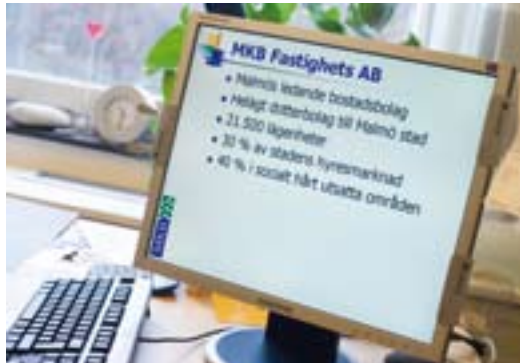 MKB Fastighets AB
• Malmös ledande bostadsbolag
• Helägt dotterbolag till Malmö stad
• 21 500 lägenheter
• 30 % av stadens hyresmarknad
• 40 % i socialt hårt utsatta områden